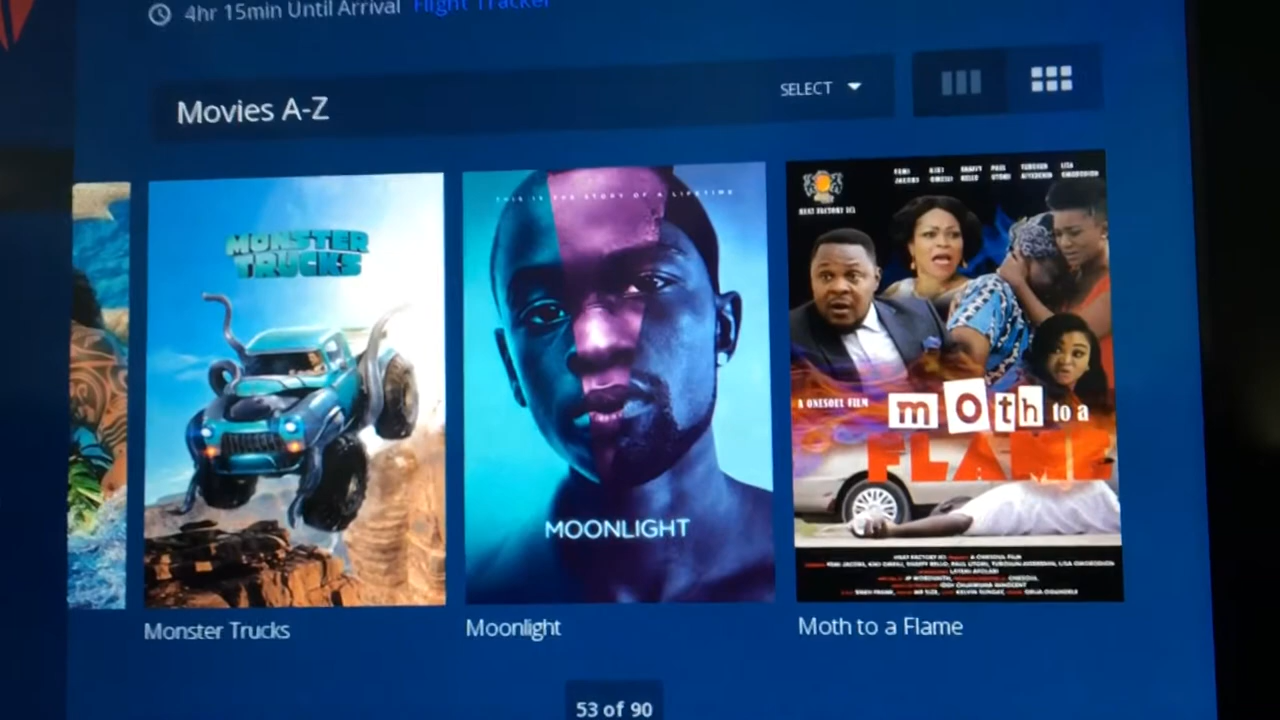 4hr 15min Until Arrival Flight Tracker
Movies A-Z
SELECT
MONSTER
TRUCKS
THIS IS THE STORY OF A LIFETIME
MOONLIGHT
A ONESOUL FILM
moth to a
FLAME
Monster Trucks
Moonlight
Moth to a Flame
53 of 90